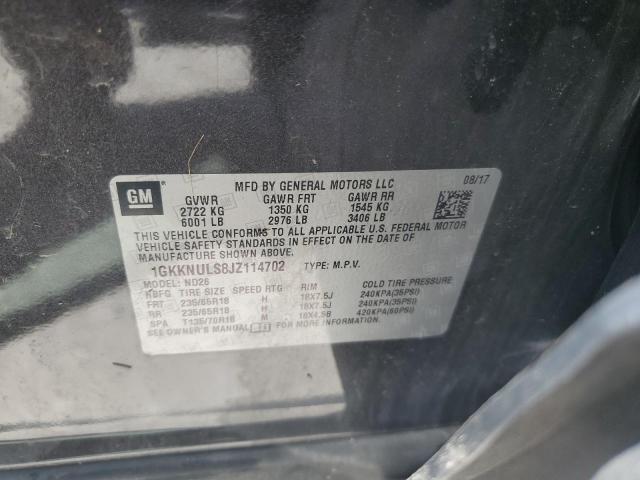 GM
MFD BY GENERAL MOTORS LLC 08/17
GVWR GAWR FRT GAWR RR
2722 KG 1350 KG 1545 KG
6001 LB 2976 LB 3406 LB
THIS VEHICLE CONFORMS TO ALL APPLICABLE U.S. FEDERAL MOTOR
VEHICLE SAFETY STANDARDS IN EFFECT ON THE DATE OF
MANUFACTURE SHOWN ABOVE.
1GKKNULS8JZ114702 TYPE: M.P.V.
ND26
TIRE SIZE SPEED RTG RIM COLD TIRE PRESSURE
FRT 235/65R18 H 18X7.5J 240KPA(35PSI)
RR 235/65R18 H 18X7.5J 240KPA(35PSI)
SPA T135/70R18 M 18X4.5B 420KPA(60PSI)
SEE OWNER'S MANUAL FOR MORE INFORMATION.